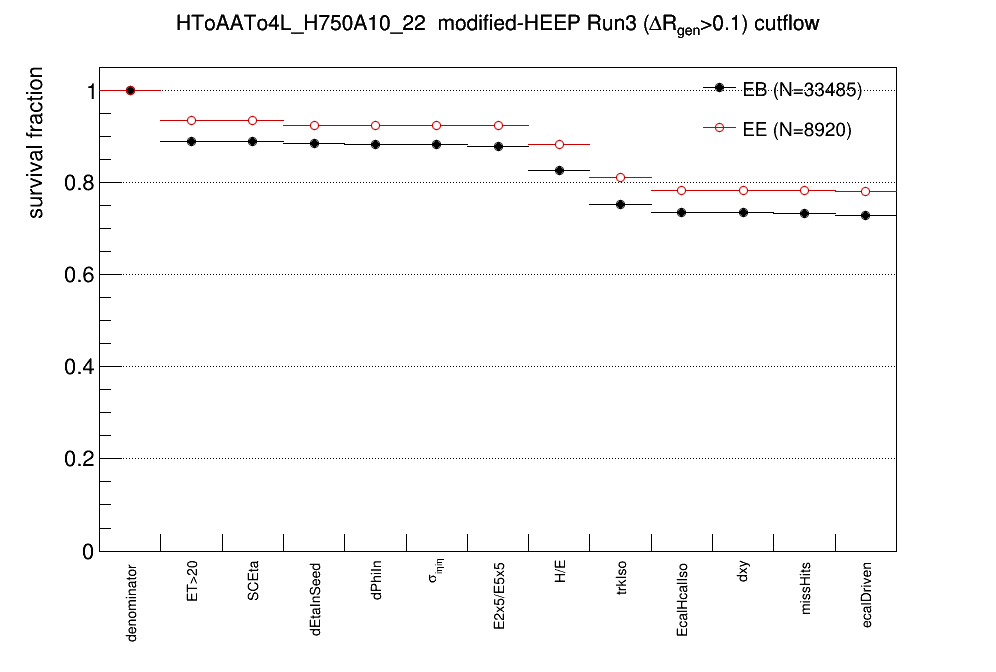 HToAATo4L_H750A10_22 modified-HEEP Run3 (ΔRgen>0.1) cutflow
survival fraction
1
0.8
0.6
0.4
0.2
0
EB (N=33485)
EE (N=8920)
denominator
ET>20
SCEta
dEtaInSeed
dPhiIn
σiηiη
E2x5/E5x5
H/E
trkIso
EcalHcalIso
dxy
missHits
ecalDriven